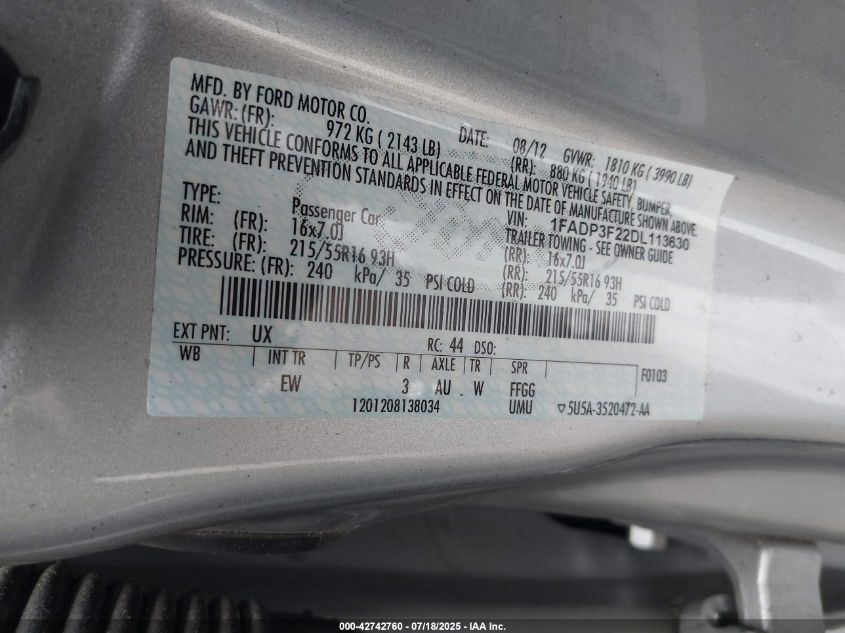 MFD. BY FORD MOTOR CO.
DATE: 08/12 GVWR: 1810 KG ( 3990 LB)
GAWR: (FR): 972 KG ( 2143 LB) (RR): 880 KG ( 1940 LB)
THIS VEHICLE CONFORMS TO ALL APPLICABLE FEDERAL MOTOR VEHICLE SAFETY, BUMPER,
AND THEFT PREVENTION STANDARDS IN EFFECT ON THE DATE OF MANUFACTURE SHOWN ABOVE.
VIN: 1FADP3F22DL113630
TYPE: Passenger Car TRAILER TOWING - SEE OWNER GUIDE
RIM: (FR): 16x7.0J (RR): 16x7.0J
TIRE: (FR): 215/55R16 93H (RR): 215/55R16 93H
PRESSURE: (FR): 240 kPa/ 35 PSI COLD (RR): 240 kPa/ 35 PSI COLD
EXT PNT: UX RC: 44 DSO:
WB INT TR TP/PS R AXLE TR SPR F0103
EW 3 AU W FFGG
1201208138034 UMU ▽5U5A-3520472-AA
000-42742760 - 07/18/2025 - IAA Inc.